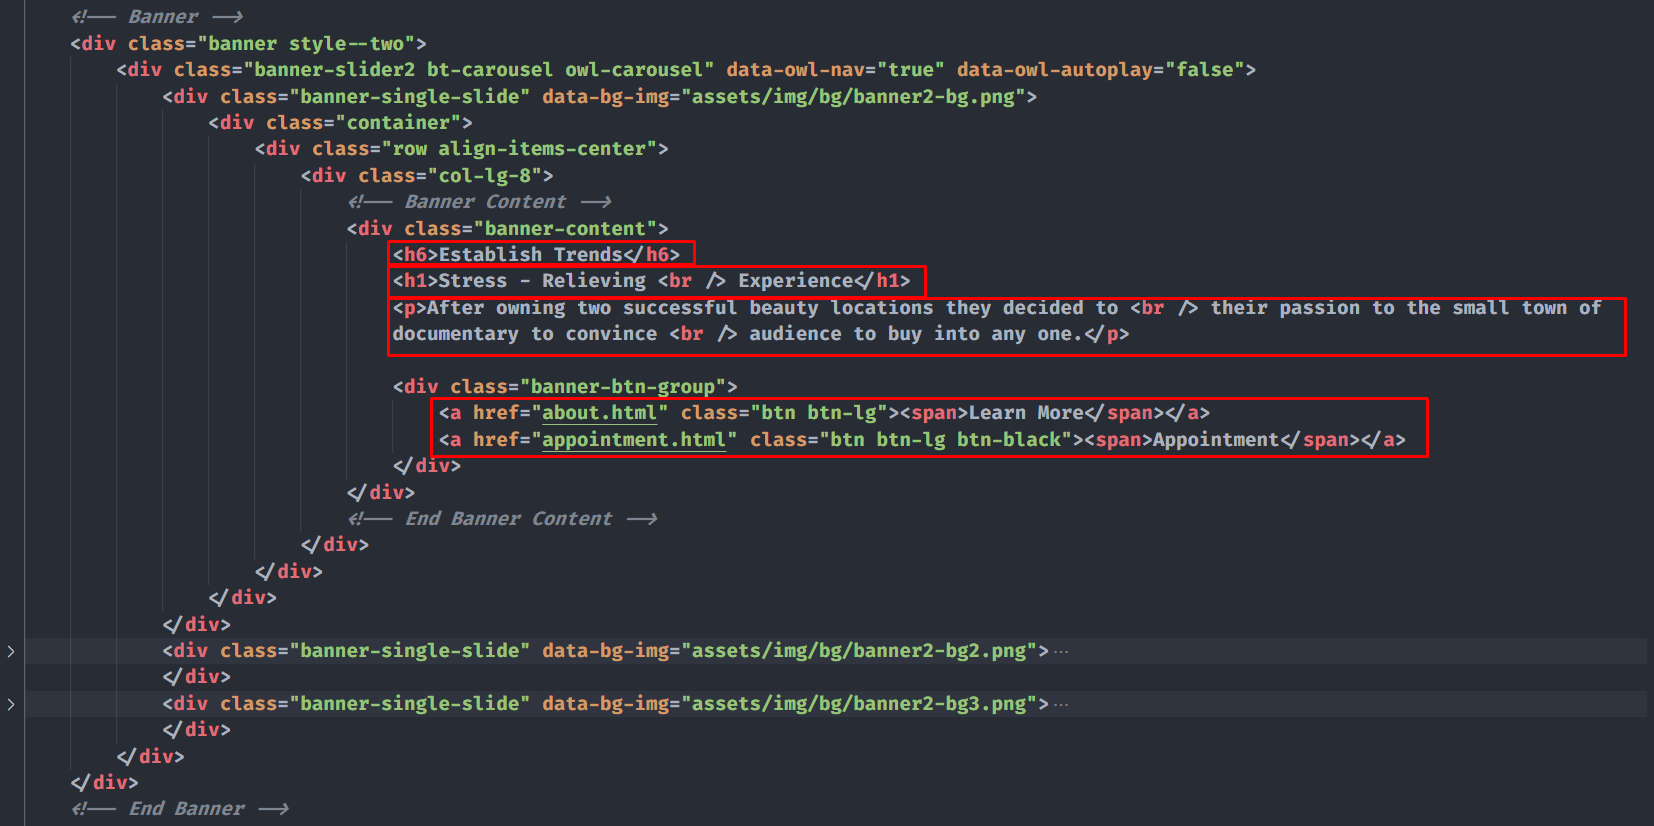 <!-- Banner -->
<div class="banner style--two">
<div class="banner-slider2 bt-carousel owl-carousel" data-owl-nav="true" data-owl-autoplay="false">
<div class="banner-single-slide" data-bg-img="assets/img/bg/banner2-bg.png">
<div class="container">
<div class="row align-items-center">
<div class="col-lg-8">
<!-- Banner Content -->
<div class="banner-content">
<h6>Establish Trends</h6>
<h1>Stress - Relieving <br /> Experience</h1>
<p>After owning two successful beauty locations they decided to <br /> their passion to the small town of
documentary to convince <br /> audience to buy into any one.</p>
<div class="banner-btn-group">
<a href="about.html" class="btn btn-lg"><span>Learn More</span></a>
<a href="appointment.html" class="btn btn-lg btn-black"><span>Appointment</span></a>
</div>
</div>
<!-- End Banner Content -->
</div>
</div>
</div>
</div>
<div class="banner-single-slide" data-bg-img="assets/img/bg/banner2-bg2.png">...
</div>
<div class="banner-single-slide" data-bg-img="assets/img/bg/banner2-bg3.png">...
</div>
</div>
</div>
<!-- End Banner -->